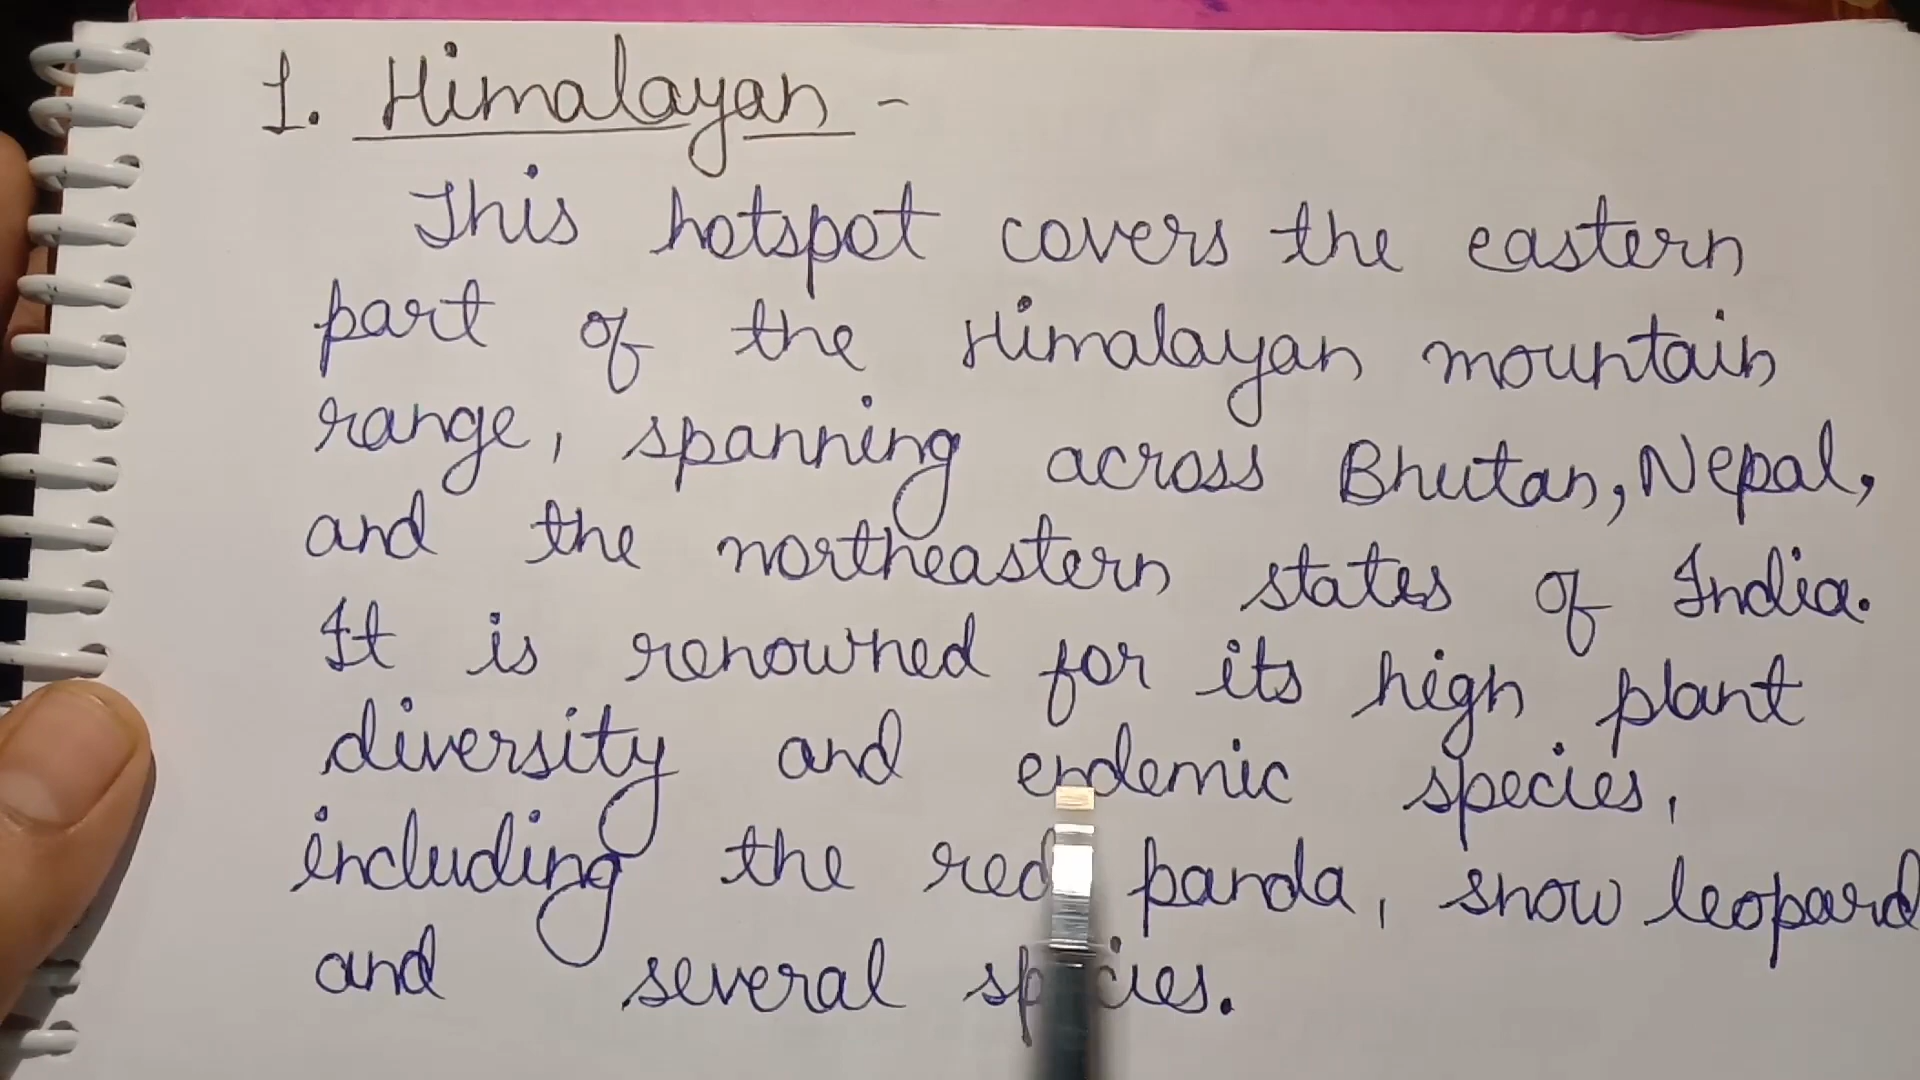 1. Himalayan -
This hotspot covers the eastern
part of the Himalayan mountain
range, spanning across Bhutan, Nepal,
and the northeastern states of India.
It is renowned for its high plant
diversity and endemic species,
including the red panda, snow leopard
and several species.